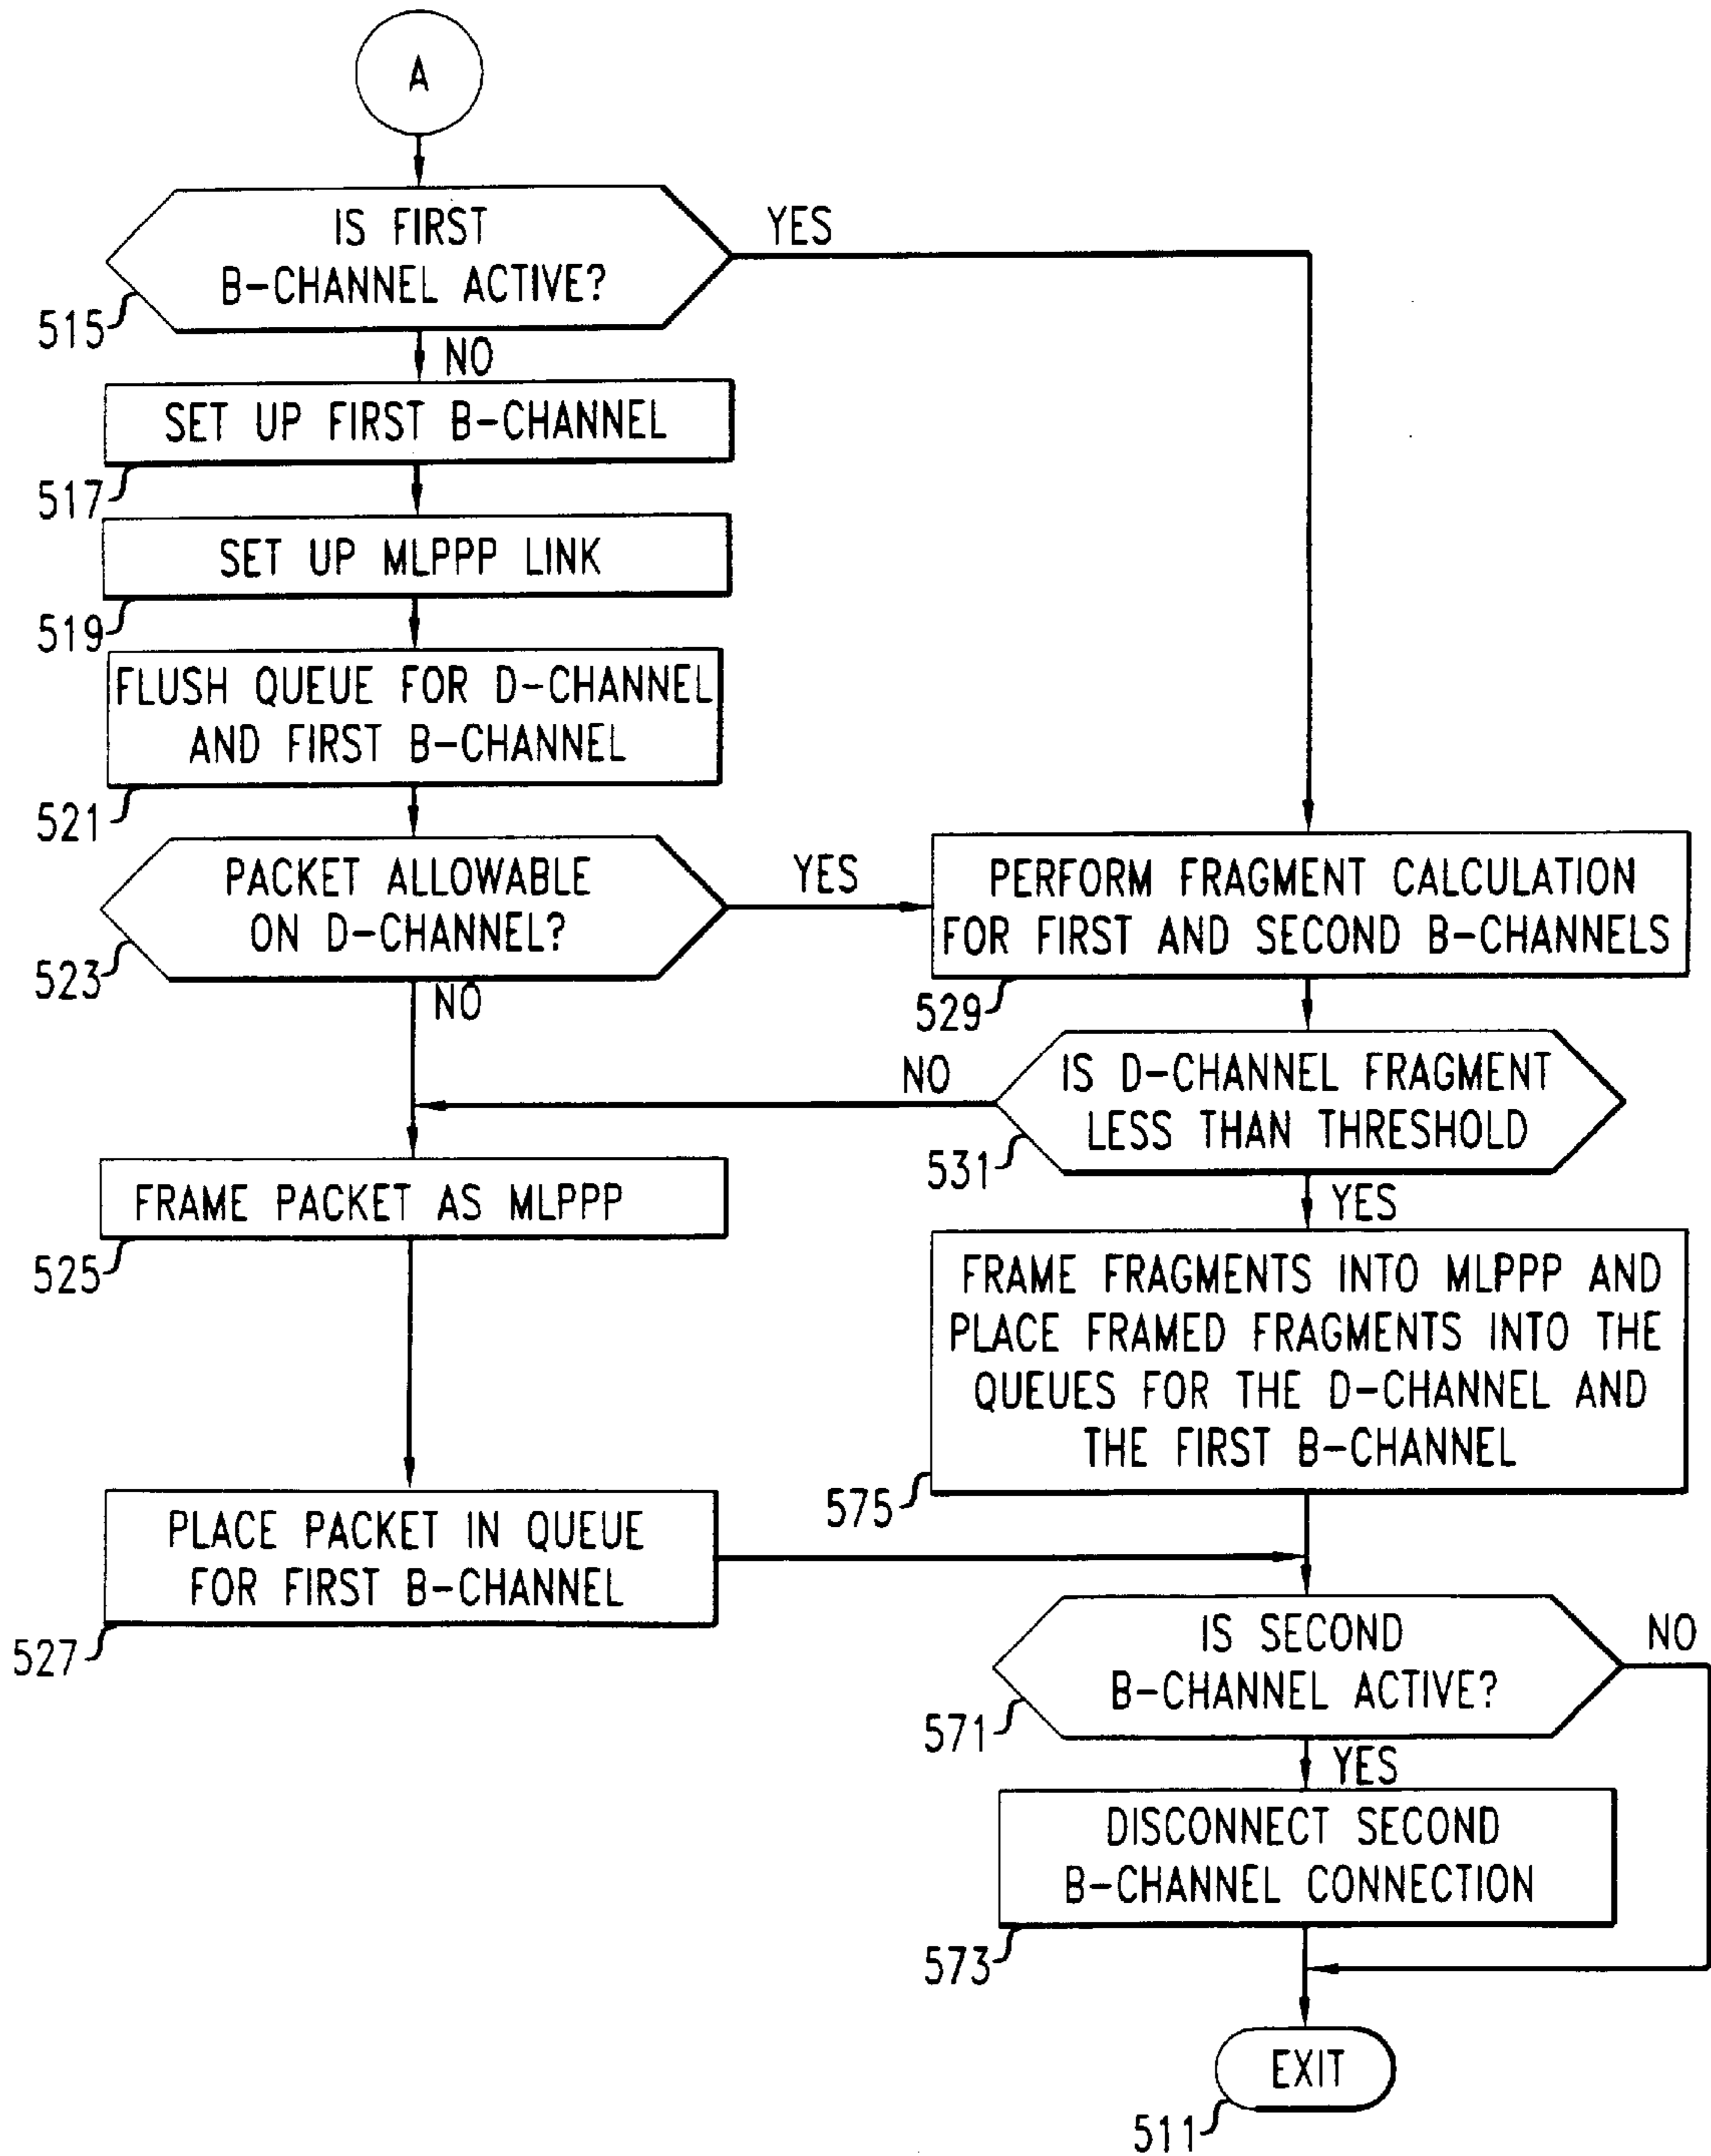 A
IS FIRST
B-CHANNEL ACTIVE?
YES
515
NO
SET UP FIRST B-CHANNEL
517
SET UP MLPPP LINK
519
FLUSH QUEUE FOR D-CHANNEL
AND FIRST B-CHANNEL
521
PACKET ALLOWABLE
ON D-CHANNEL?
YES
523
NO
PERFORM FRAGMENT CALCULATION
FOR FIRST AND SECOND B-CHANNELS
529
IS D-CHANNEL FRAGMENT
LESS THAN THRESHOLD
NO
531
YES
FRAME PACKET AS MLPPP
525
FRAME FRAGMENTS INTO MLPPP AND
PLACE FRAMED FRAGMENTS INTO THE
QUEUES FOR THE D-CHANNEL AND
THE FIRST B-CHANNEL
575
PLACE PACKET IN QUEUE
FOR FIRST B-CHANNEL
527
IS SECOND
B-CHANNEL ACTIVE?
NO
571
YES
DISCONNECT SECOND
B-CHANNEL CONNECTION
573
EXIT
511